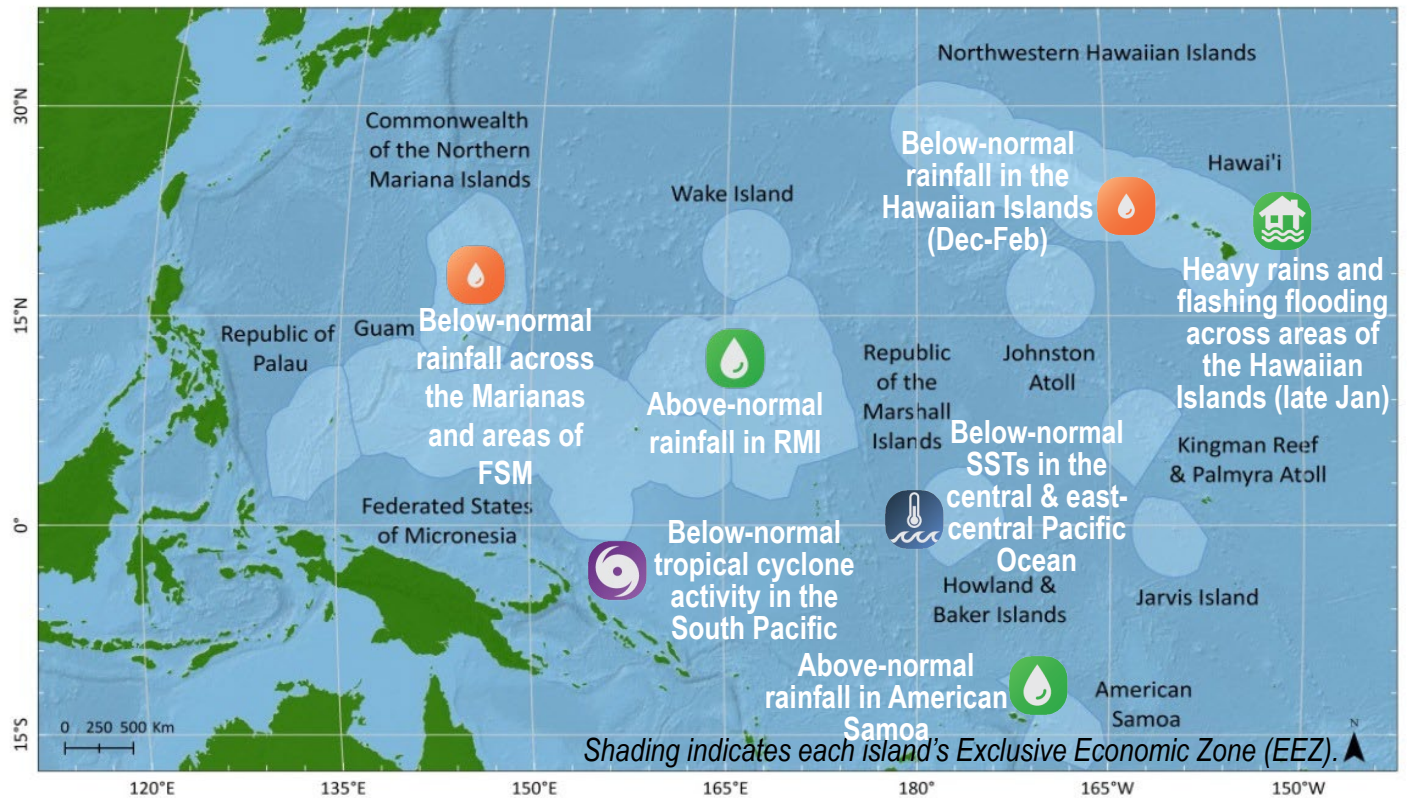 Northwestern Hawaiian Islands
30°N
Commonwealth
of the Northern
Mariana Islands
Below-normal
rainfall in the
Hawaiian Islands
(Dec-Feb)
Hawai'i
Wake Island
Heavy rains and
flashing flooding
across areas of
the Hawaiian
Islands (late Jan)
15°N
Republic of
Palau
Guam
Below-normal
rainfall across
the Marianas
and areas of
FSM
Above-normal
rainfall in RMI
Republic
of the
Marshall
Islands
Johnston
Atoll
Kingman Reef
& Palmyra Atoll
Below-normal
SSTs in the
central & east-
central Pacific
Ocean
Federated States
of Micronesia
0°
Below-normal
tropical cyclone
activity in the
South Pacific
Howland &
Baker Islands
Jarvis Island
Above-normal
rainfall in American
Samoa
American
Samoa
15°S
0 250 500 Km
N
Shading indicates each island’s Exclusive Economic Zone (EEZ).
120°E 135°E 150°E 165°E 180° 165°W 150°W